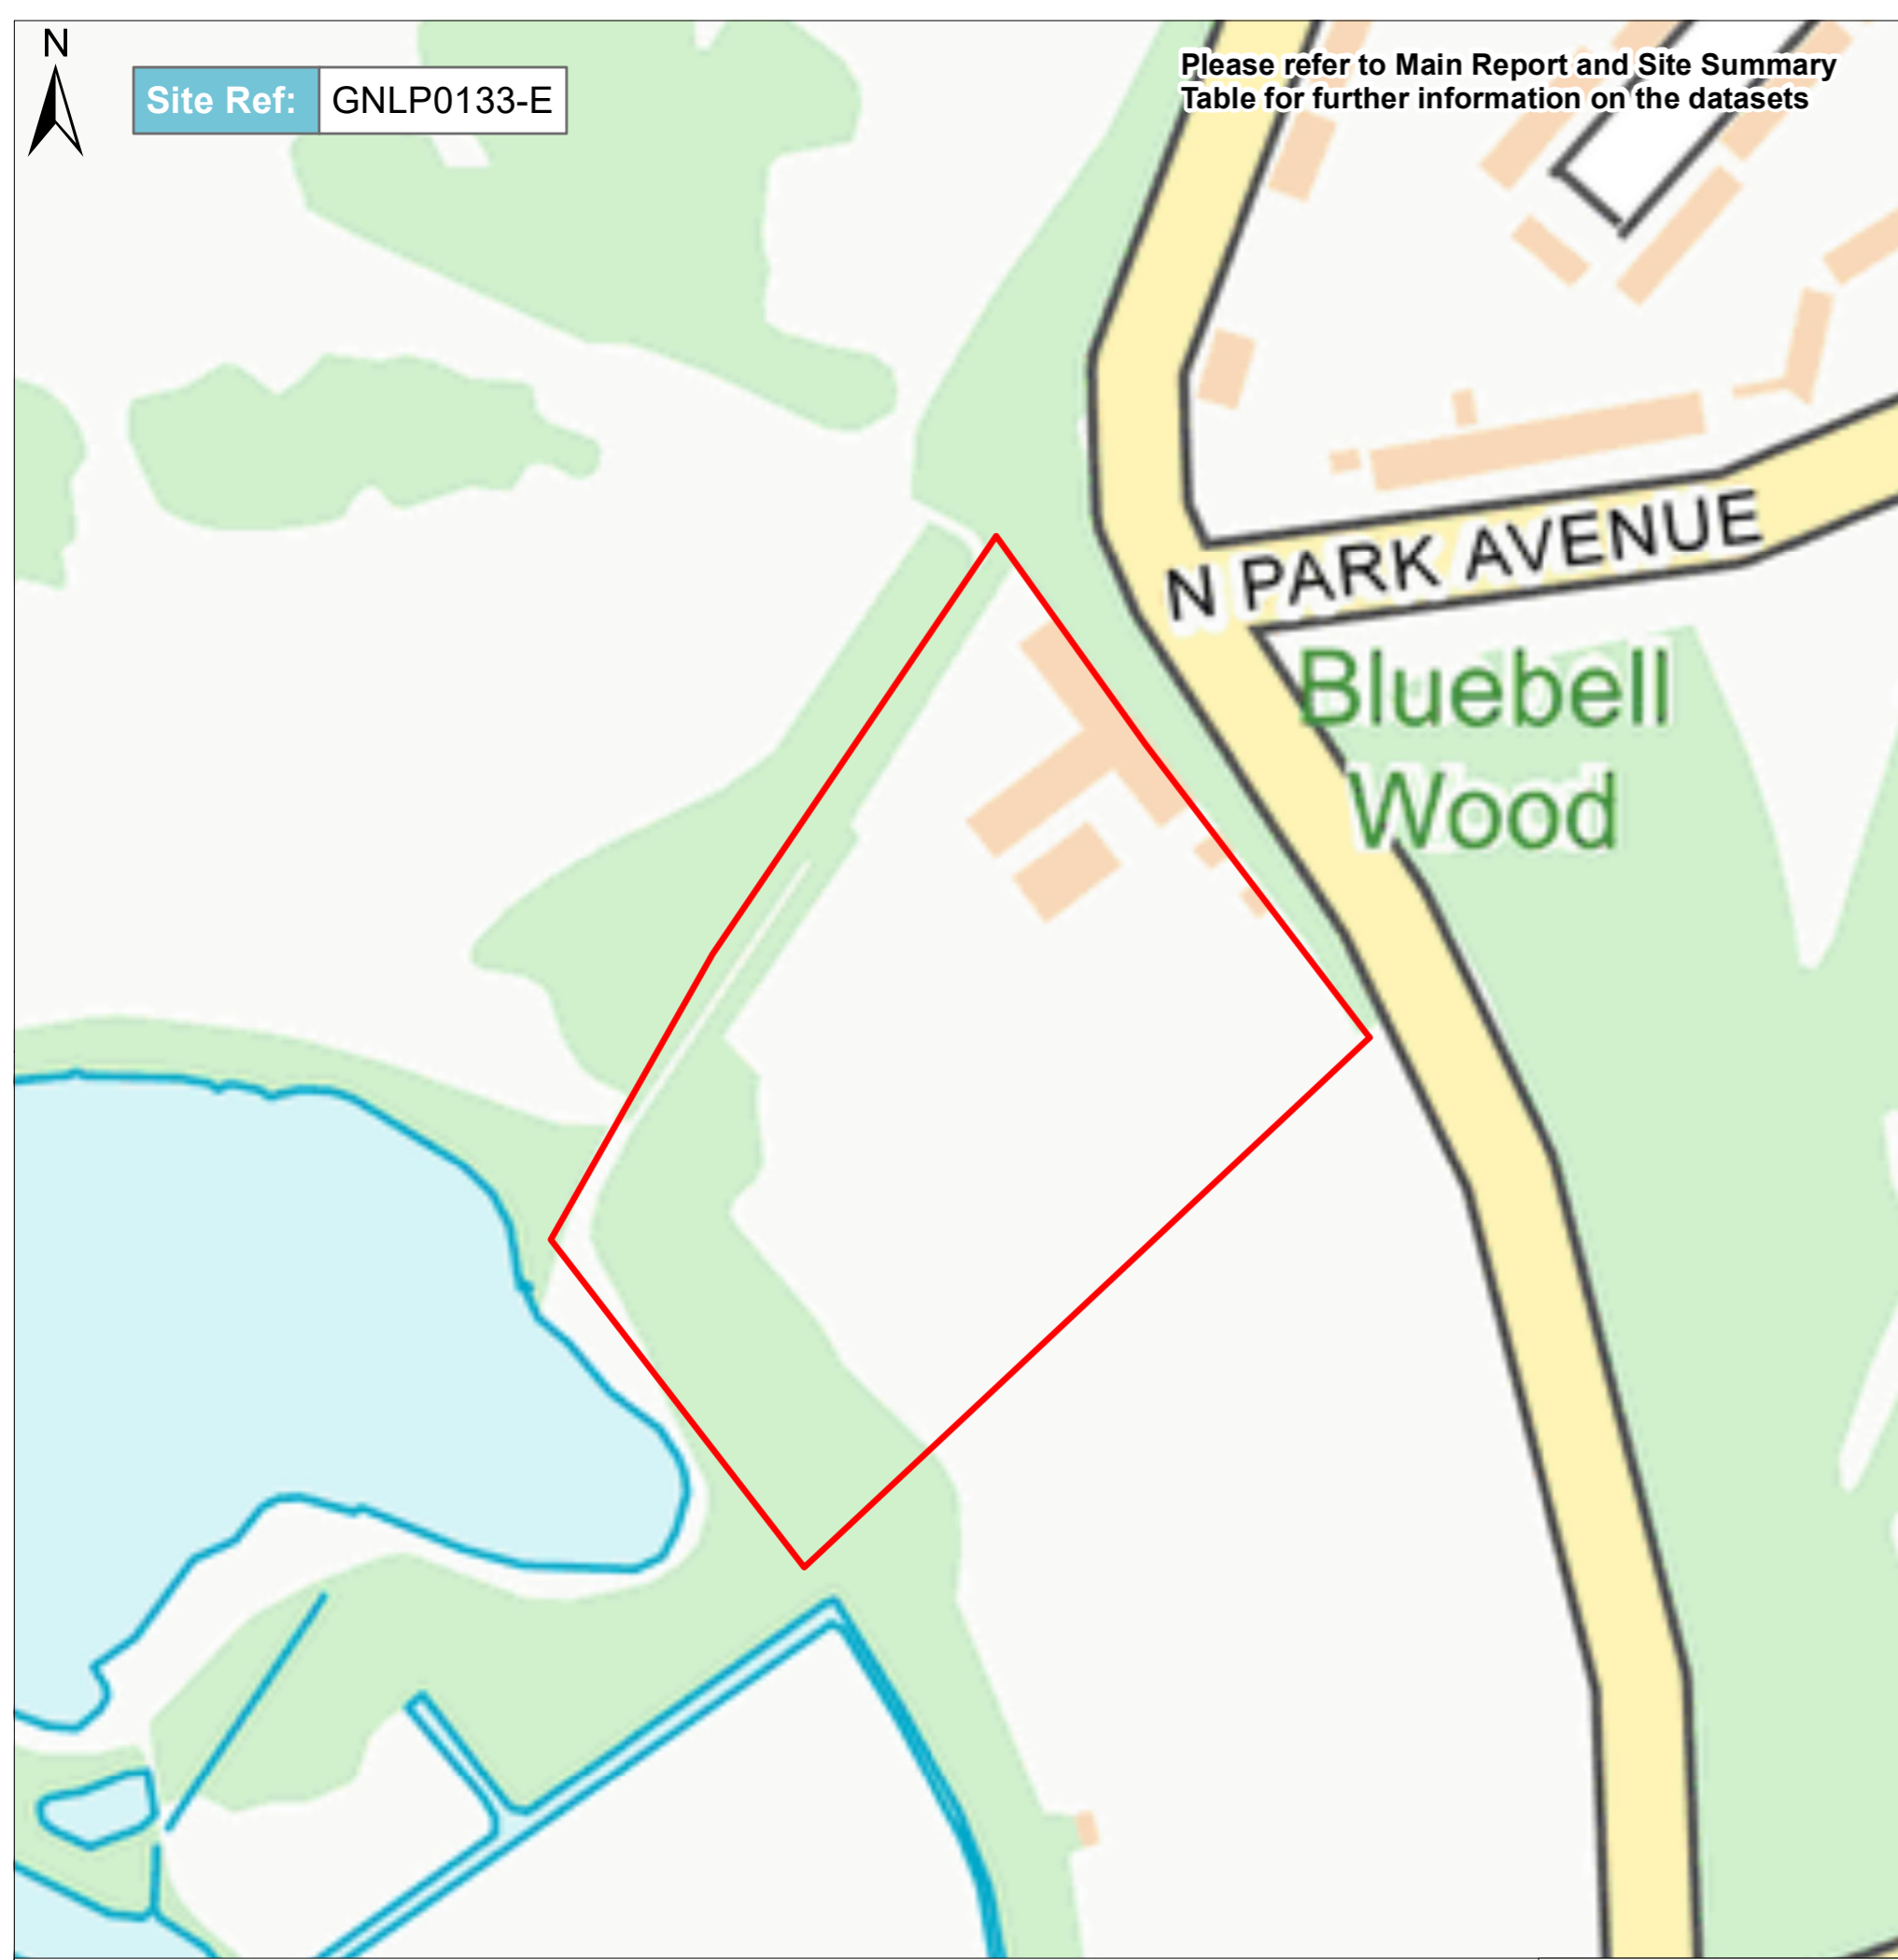 N
Site Ref: GNLP0133-E
Please refer to Main Report and Site Summary
Table for further information on the datasets
N PARK AVENUE
Bluebell
Wood